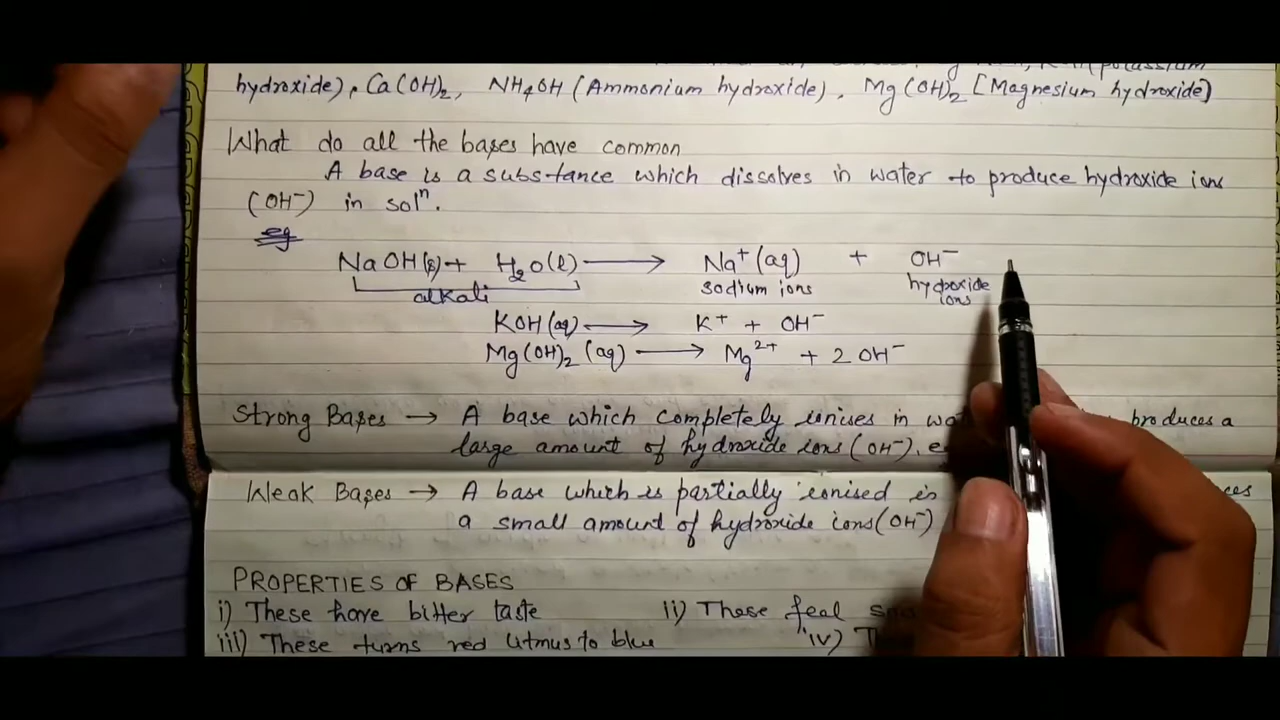 hydroxide), Ca(OH)₂, NH₄OH (Ammonium hydroxide), Mg(OH)₂ [Magnesium hydroxide]
What do all the bases have common
A base is a substance which dissolves in water to produce hydroxide ions
(OH⁻) in solⁿ.
eg
NaOH(s) + H₂O(l) ⟶ Na⁺(aq) + OH⁻
alkali sodium ions hydroxide
ions
KOH(aq) ⟶ K⁺ + OH⁻
Mg(OH)₂ (aq) ⟶ Mg²⁺ + 2OH⁻
Strong Bases → A base which completely ionises in produces a
large amount of hydroxide ions (OH⁻).
Weak Bases → A base which is partially ionised
a small amount of hydroxide ions (OH⁻)
PROPERTIES OF BASES
i) These have bitter taste ii) These feel
iii) These turns red litmus to blue iv)